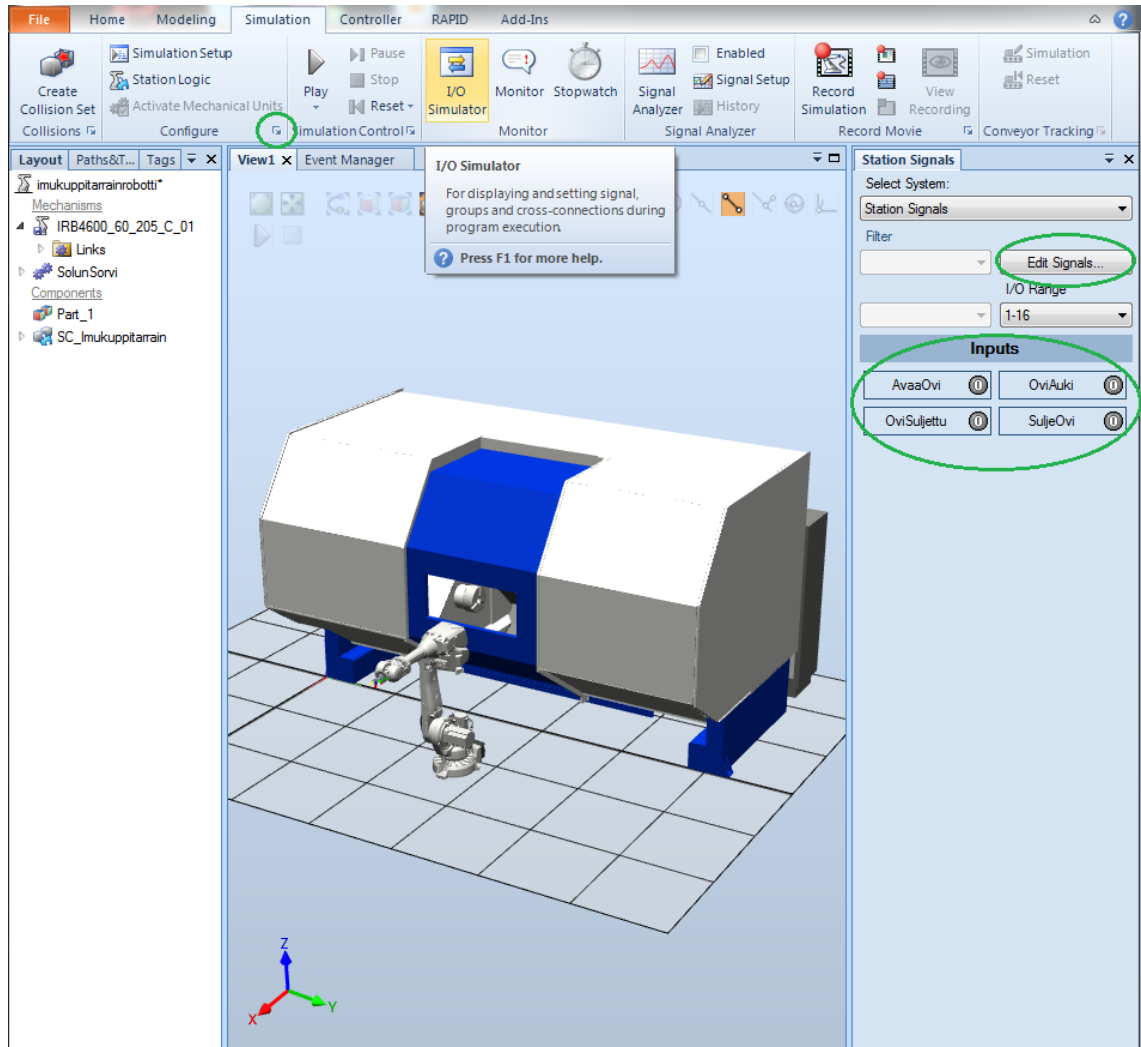 File Home Modeling Simulation Controller RAPID Add-Ins
Create Collision Set
Collisions
Simulation Setup
Station Logic
Activate Mechanical Units
Configure
Play
Pause
Stop
Reset
Simulation Control
I/O Simulator
Monitor
Stopwatch
Monitor
Signal Analyzer
Enabled
Signal Setup
History
Signal Analyzer
Record Simulation
View Recording
Record Movie
Simulation
Reset
Conveyor Tracking
Layout Paths&T... Tags
imukuppitarrainrobotti*
Mechanisms
IRB4600_60_205_C_01
Links
SolunSorvi
Components
Part_1
SC_Imukuppitarrain
View1 X Event Manager
I/O Simulator
For displaying and setting signal,
groups and cross-connections during
program execution.
Press F1 for more help.
Z
Y
X
Station Signals
Select System:
Station Signals
Filter
Edit Signals...
I/O Range
1-16
Inputs
AvaaOvi 0 OviAuki 0
OviSuljettu 0 SuljeOvi 0